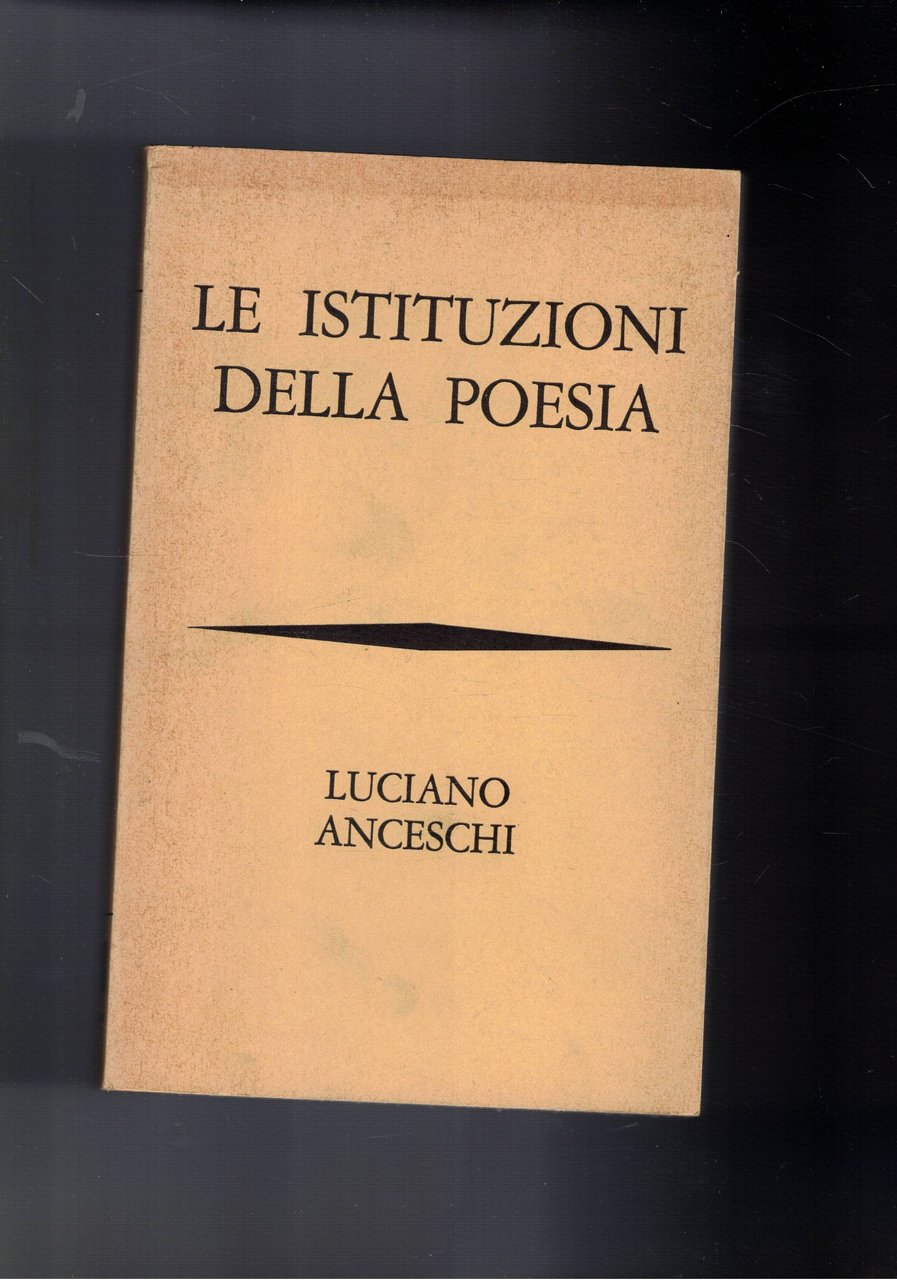 LE ISTITUZIONI
DELLA POESIA
LUCIANO
ANCESCHI